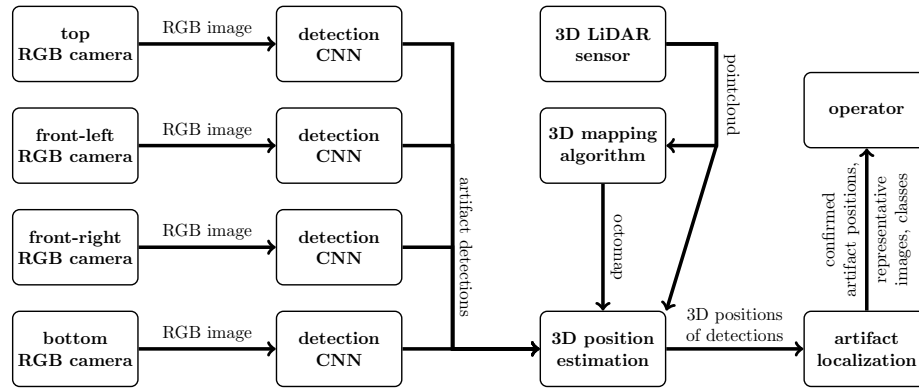 top
RGB camera
RGB image
detection
CNN
front-left
RGB camera
RGB image
detection
CNN
front-right
RGB camera
RGB image
detection
CNN
bottom
RGB camera
RGB image
detection
CNN
artifact detections
3D LiDAR
sensor
pointcloud
3D mapping
algorithm
octomap
3D position
estimation
3D positions
of detections
artifact
localization
confirmed
artifact positions,
representative
images, classes
operator